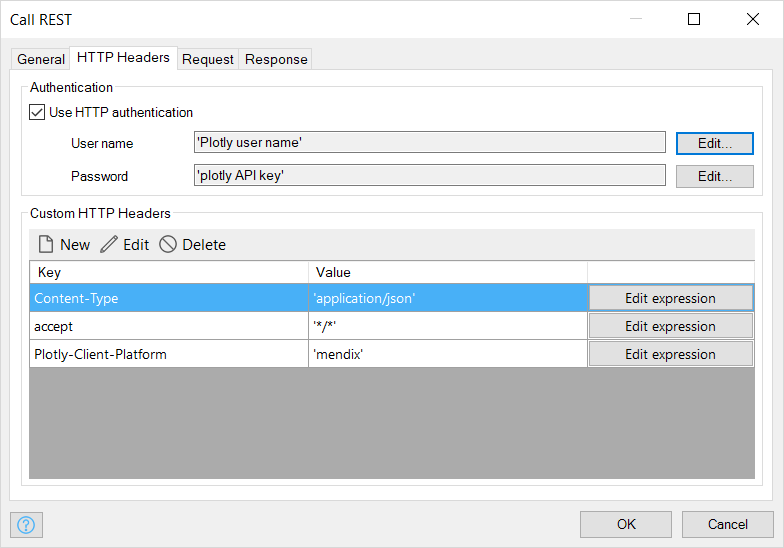 Call REST
General HTTP Headers Request Response
Authentication
Use HTTP authentication
User name 'Plotly user name' Edit...
Password 'plotly API key' Edit...
Custom HTTP Headers
New Edit Delete
Key Value
Content-Type 'application/json' Edit expression
accept '*/*' Edit expression
Plotly-Client-Platform 'mendix' Edit expression
? OK Cancel